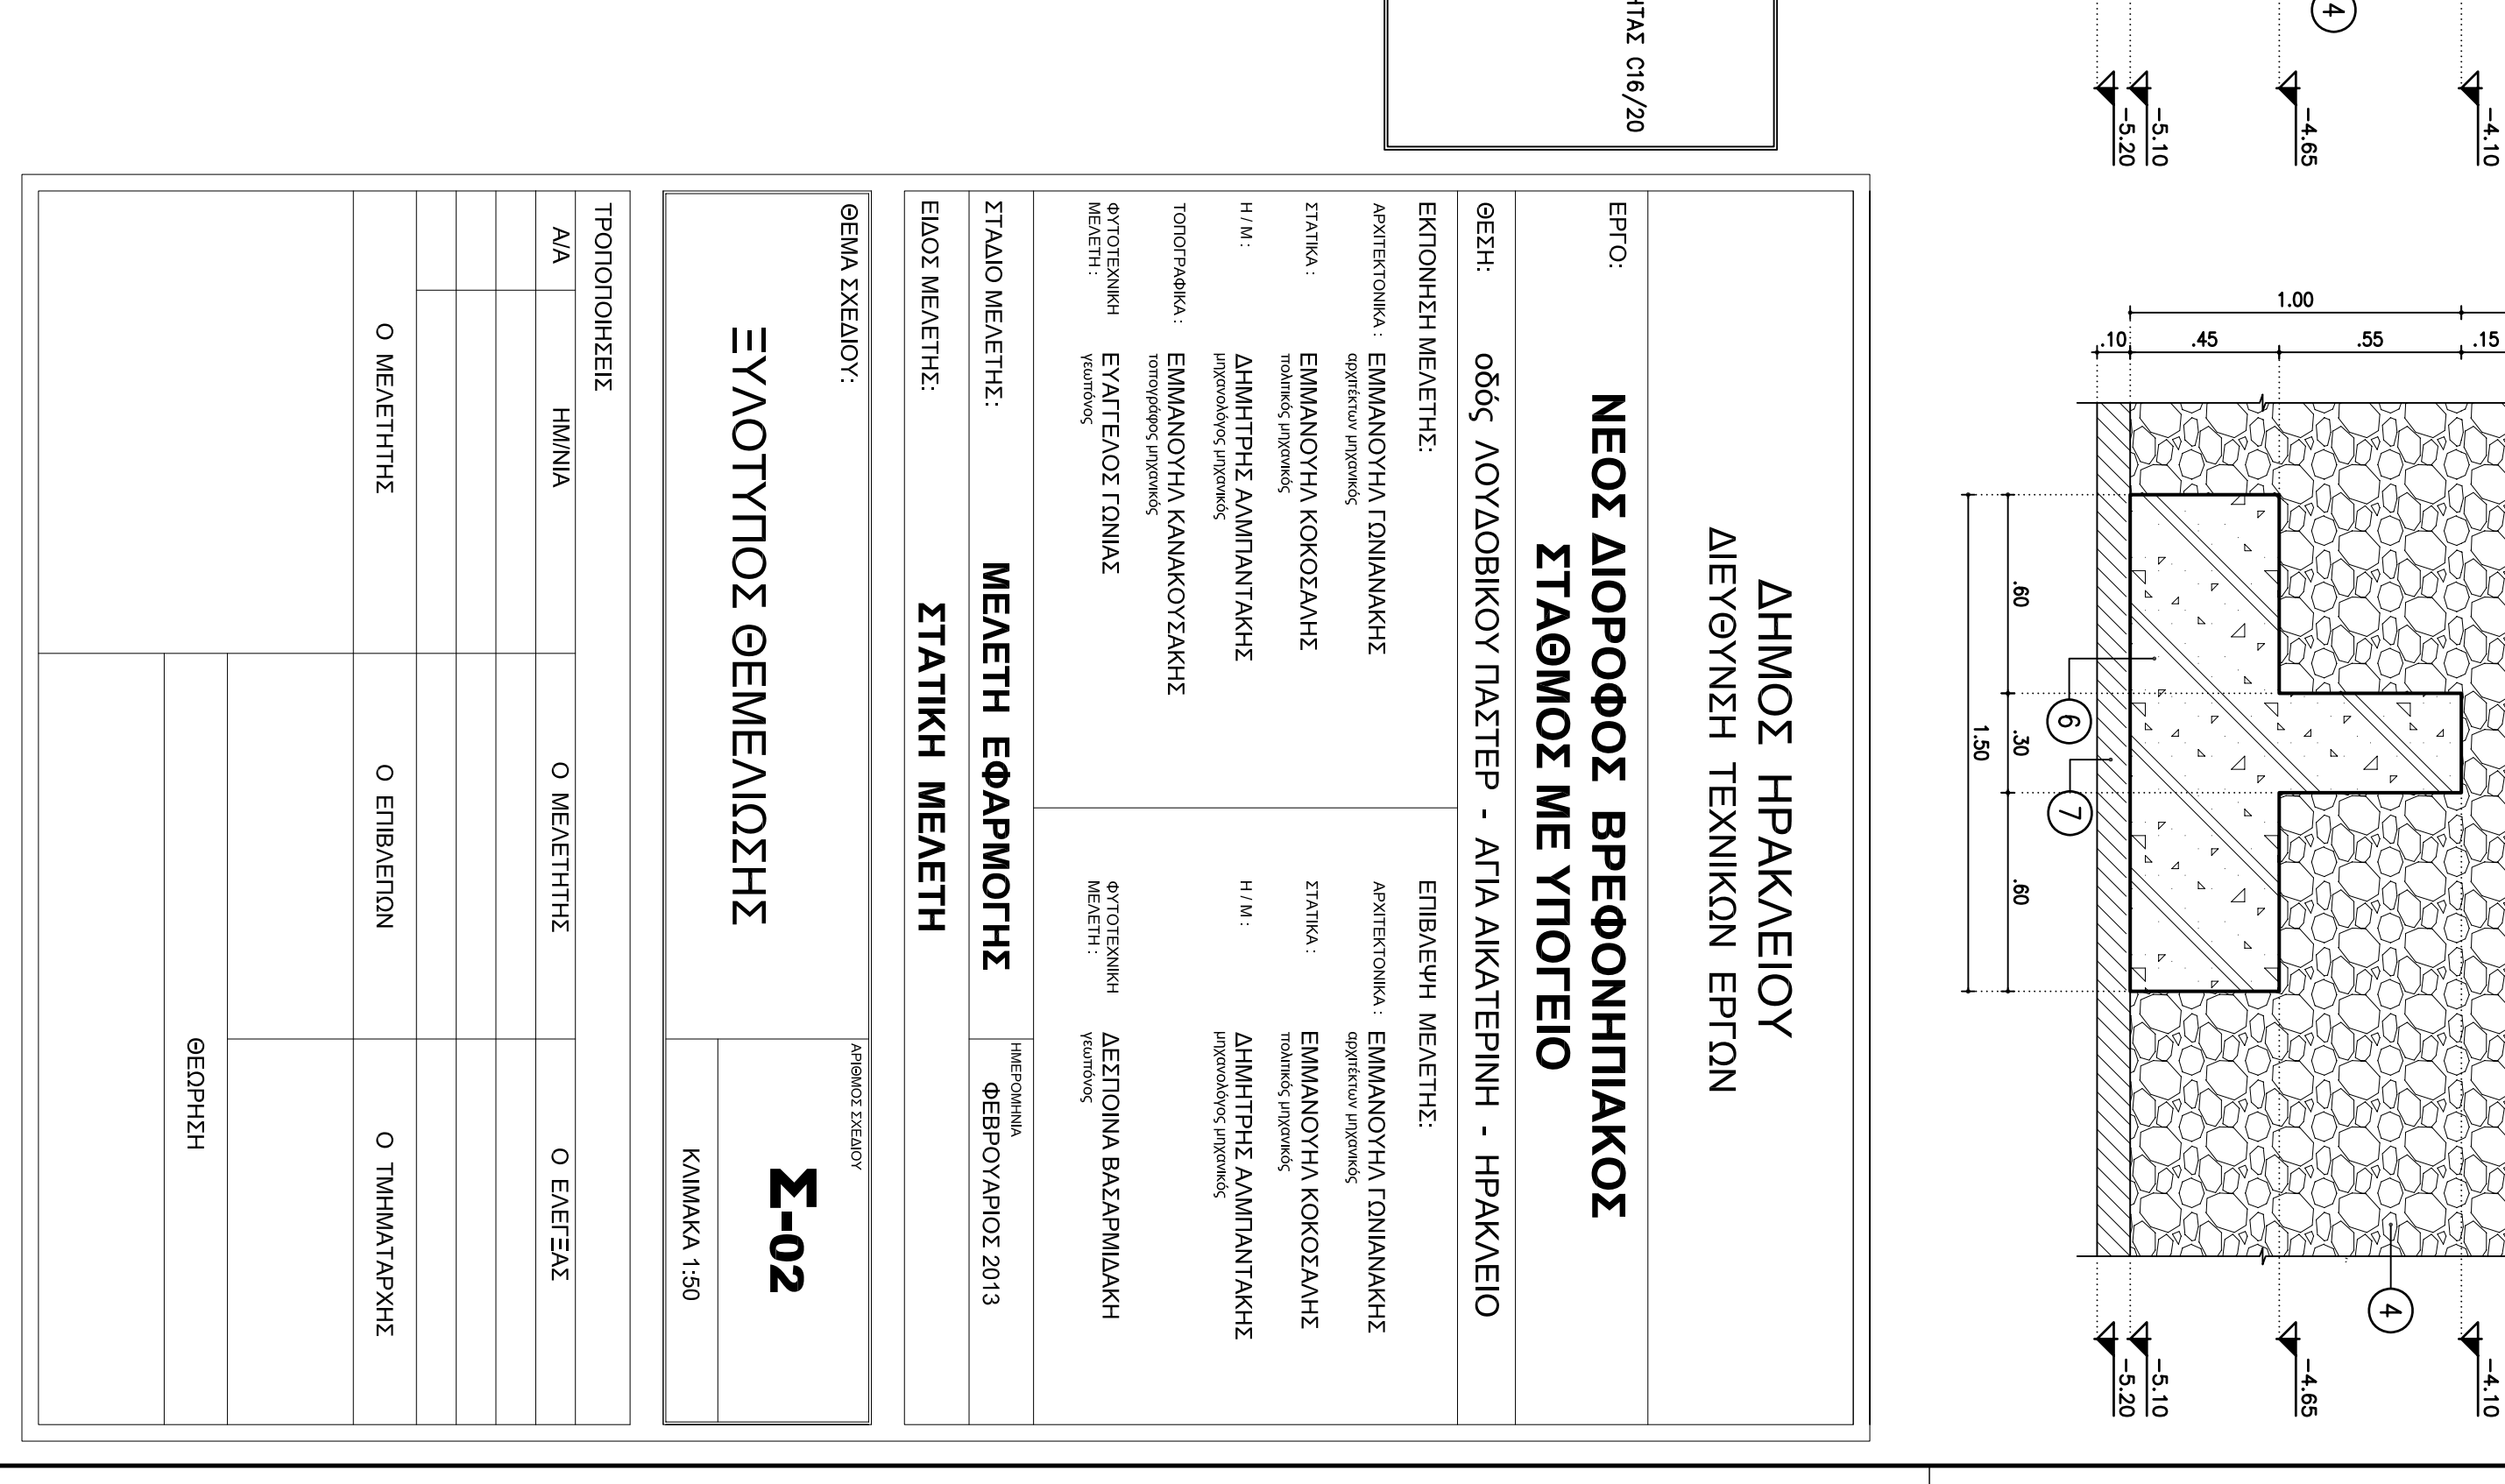 ΗΤΑΣ C16/20
ΔΗΜΟΣ ΗΡΑΚΛΕΙΟΥ
ΔΙΕΥΘΥΝΣΗ ΤΕΧΝΙΚΩΝ ΕΡΓΩΝ
ΕΡΓΟ:
ΝΕΟΣ ΔΙΟΡΟΦΟΣ ΒΡΕΦΟΝΗΠΙΑΚΟΣ
ΣΤΑΘΜΟΣ ΜΕ ΥΠΟΓΕΙΟ
ΘΕΣΗ: οδός ΛΟΥΔΟΒΙΚΟΥ ΠΑΣΤΕΡ - ΑΓΙΑ ΑΙΚΑΤΕΡΙΝΗ - ΗΡΑΚΛΕΙΟ
ΕΚΠΟΝΗΣΗ ΜΕΛΕΤΗΣ:
ΑΡΧΙΤΕΚΤΟΝΙΚΑ : ΕΜΜΑΝΟΥΗΛ ΓΩΝΙΑΝΑΚΗΣ
αρχιτέκτων μηχανικός
ΣΤΑΤΙΚΑ : ΕΜΜΑΝΟΥΗΛ ΚΟΚΟΣΑΛΗΣ
πολιτικός μηχανικός
Η / Μ : ΔΗΜΗΤΡΗΣ ΑΛΜΠΑΝΤΑΚΗΣ
μηχανολόγος μηχανικός
ΤΟΠΟΓΡΑΦΙΚΑ : ΕΜΜΑΝΟΥΗΛ ΚΑΝΑΚΟΥΣΑΚΗΣ
τοπογράφος μηχανικός
ΦΥΤΟΤΕΧΝΙΚΗ ΕΥΑΓΓΕΛΟΣ ΓΩΝΙΑΣ
ΜΕΛΕΤΗ : γεωπόνος
ΕΠΙΒΛΕΨΗ ΜΕΛΕΤΗΣ:
ΑΡΧΙΤΕΚΤΟΝΙΚΑ : ΕΜΜΑΝΟΥΗΛ ΓΩΝΙΑΝΑΚΗΣ
αρχιτέκτων μηχανικός
ΣΤΑΤΙΚΑ : ΕΜΜΑΝΟΥΗΛ ΚΟΚΟΣΑΛΗΣ
πολιτικός μηχανικός
Η / Μ : ΔΗΜΗΤΡΗΣ ΑΛΜΠΑΝΤΑΚΗΣ
μηχανολόγος μηχανικός
ΦΥΤΟΤΕΧΝΙΚΗ ΔΕΣΠΟΙΝΑ ΒΑΣΑΡΜΙΔΑΚΗ
ΜΕΛΕΤΗ : γεωπόνος
ΣΤΑΔΙΟ ΜΕΛΕΤΗΣ: ΜΕΛΕΤΗ ΕΦΑΡΜΟΓΗΣ
ΗΜΕΡΟΜΗΝΙΑ
ΦΕΒΡΟΥΑΡΙΟΣ 2013
ΕΙΔΟΣ ΜΕΛΕΤΗΣ: ΣΤΑΤΙΚΗ ΜΕΛΕΤΗ
ΘΕΜΑ ΣΧΕΔΙΟΥ:
ΞΥΛΟΤΥΠΟΣ ΘΕΜΕΛΙΩΣΗΣ
ΑΡΙΘΜΟΣ ΣΧΕΔΙΟΥ
Σ-02
ΚΛΙΜΑΚΑ 1:50
ΤΡΟΠΟΠΟΙΗΣΕΙΣ
Α/Α ΗΜ/ΝΙΑ Ο ΜΕΛΕΤΗΤΗΣ Ο ΕΛΕΓΞΑΣ
Ο ΜΕΛΕΤΗΤΗΣ Ο ΕΠΙΒΛΕΠΩΝ Ο ΤΜΗΜΑΤΑΡΧΗΣ
ΘΕΩΡΗΣΗ
4
-4.10
-4.65
-5.10
-5.20
1.00
.15
.55
.45
.10
.60 .30 .60
1.50
6
7
4
-4.10
-4.65
-5.10
-5.20